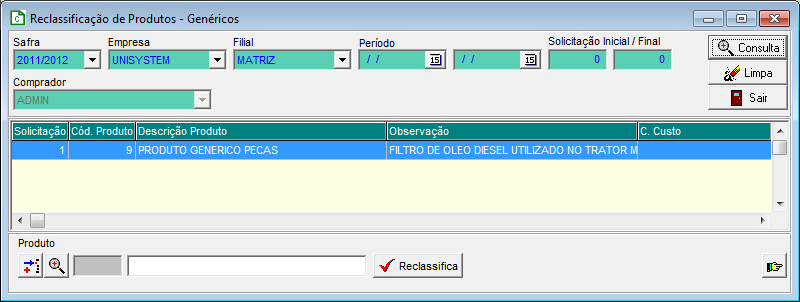 Reclassificação de Produtos - Genéricos
Safra Empresa Filial Período Solicitação Inicial / Final
2011/2012 UNISYSTEM MATRIZ / / 15 / / 15 0 0 Consulta
Limpa
Comprador
ADMIN Sair
Solicitação Cód. Produto Descrição Produto Observação C. Custo
1 9 PRODUTO GENERICO PECAS FILTRO DE OLEO DIESEL UTILIZADO NO TRATOR M
Produto
Reclassifica